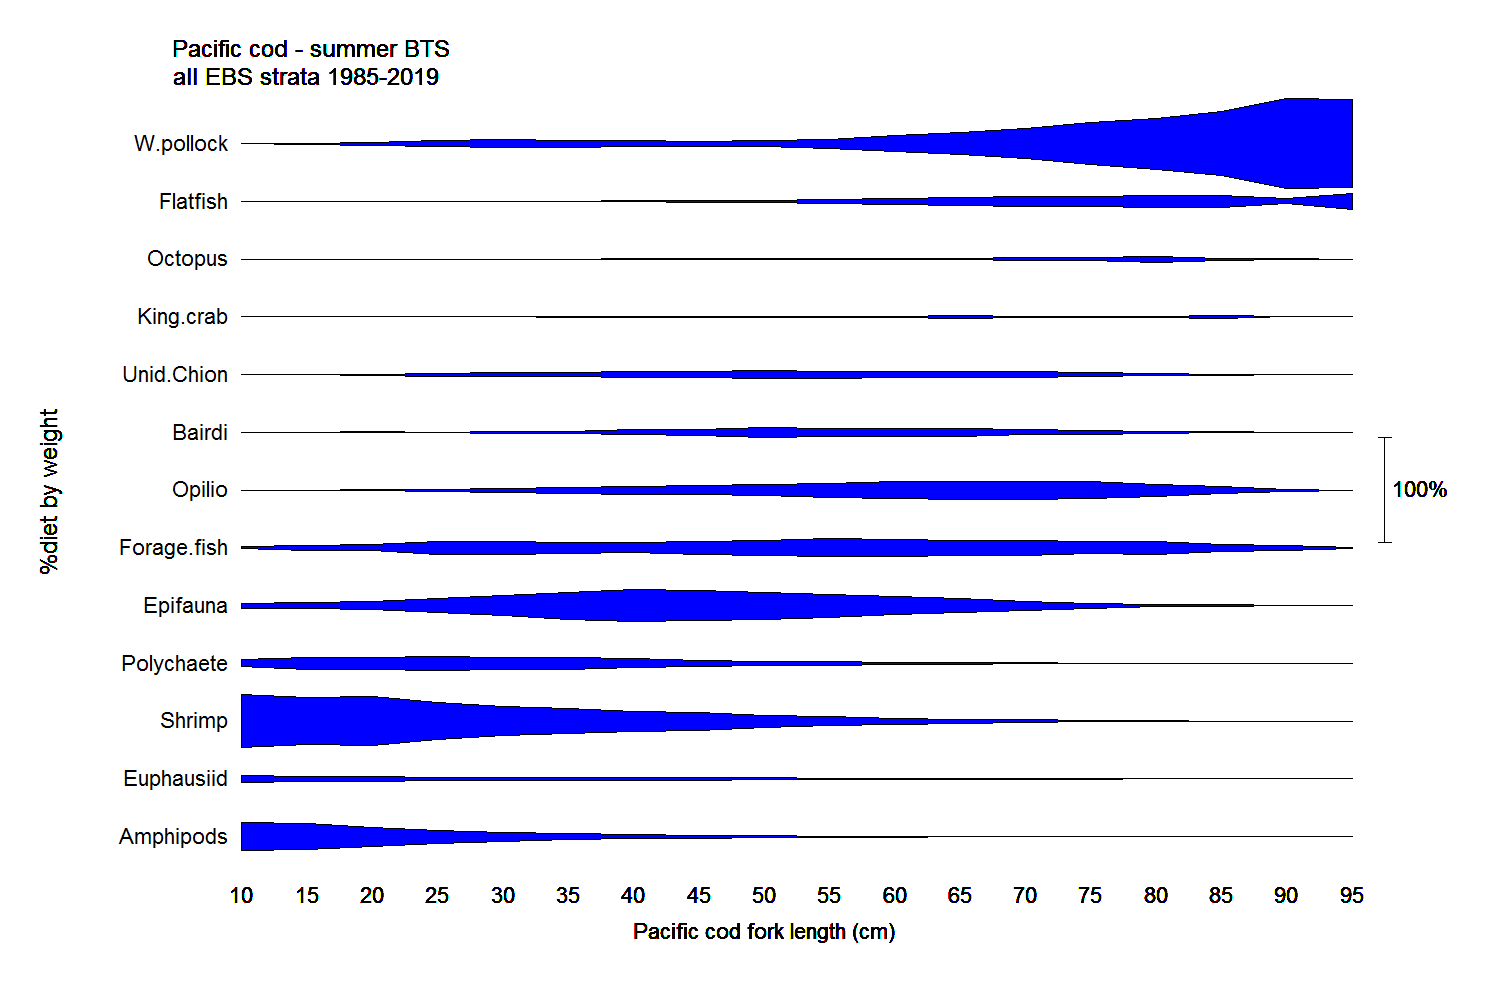 Pacific cod - summer BTS
all EBS strata 1985-2019
W.pollock
Flatfish
Octopus
King.crab
Unid.Chion
Bairdi
Opilio
Forage.fish
Epifauna
Polychaete
Shrimp
Euphausiid
Amphipods
%diet by weight
100%
10 15 20 25 30 35 40 45 50 55 60 65 70 75 80 85 90 95
Pacific cod fork length (cm)